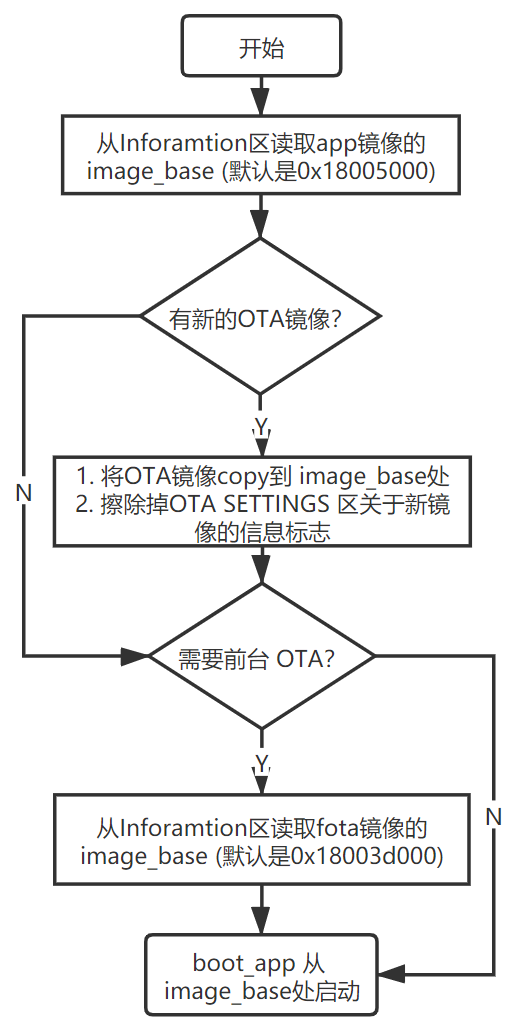 开始
从Inforamtion区读取app镜像的
image_base (默认是0x18005000)
有新的OTA镜像？
Y
1. 将OTA镜像copy到 image_base处
2. 擦除掉OTA SETTINGS 区关于新镜
像的信息标志
N
需要前台 OTA？
Y
从Inforamtion区读取fota镜像的
image_base (默认是0x18003d000)
N
boot_app 从
image_base处启动